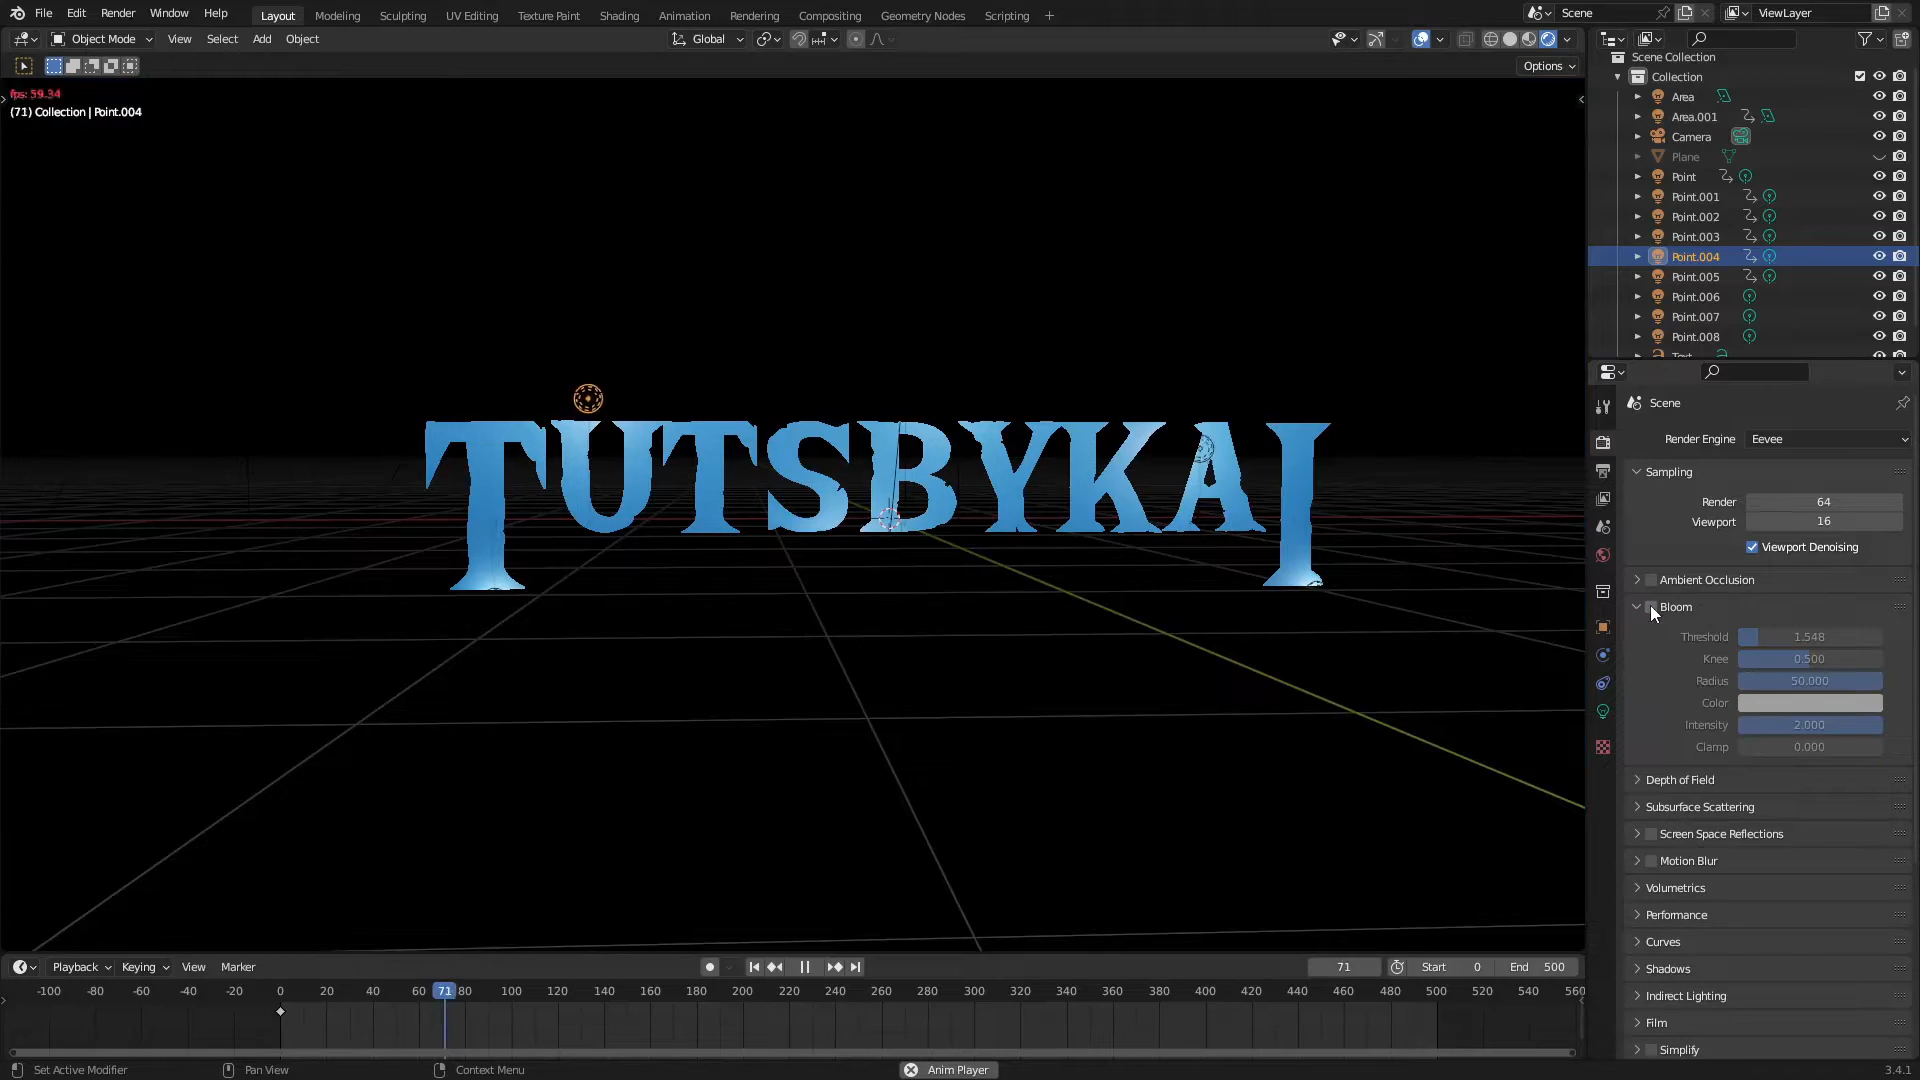 File Edit Render Window Help Layout Modeling Sculpting UV Editing Texture Paint Shading Animation Rendering Compositing Geometry Nodes Scripting + Scene ViewLayer
Object Mode View Select Add Object Global
Options
fps: 59.34
(71) Collection | Point.004
TUTSBYKAI
Scene Collection
Collection
Area
Area.001
Camera
Plane
Point
Point.001
Point.002
Point.003
Point.004
Point.005
Point.006
Point.007
Point.008
Text
Scene
Render Engine Eevee
Sampling
Render 64
Viewport 16
Viewport Denoising
Ambient Occlusion
Bloom
Threshold 1.548
Knee 0.500
Radius 50.000
Color
Intensity 2.000
Clamp 0.000
Depth of Field
Subsurface Scattering
Screen Space Reflections
Motion Blur
Volumetrics
Performance
Curves
Shadows
Indirect Lighting
Film
Simplify
Playback Keying View Marker 71 Start 0 End 500
-100 -80 -60 -40 -20 0 20 40 60 71 80 100 120 140 160 180 200 220 240 260 280 300 320 340 360 380 400 420 440 460 480 500 520 540 560
Set Active Modifier Pan View Context Menu Anim Player 3.4.1